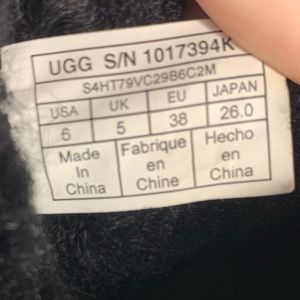 UGG S/N 1017394K
S4HT79VC29B6C2M
USA UK EU JAPAN
6 5 38 26.0
Made Fabrique Hecho
In en en
China Chine China